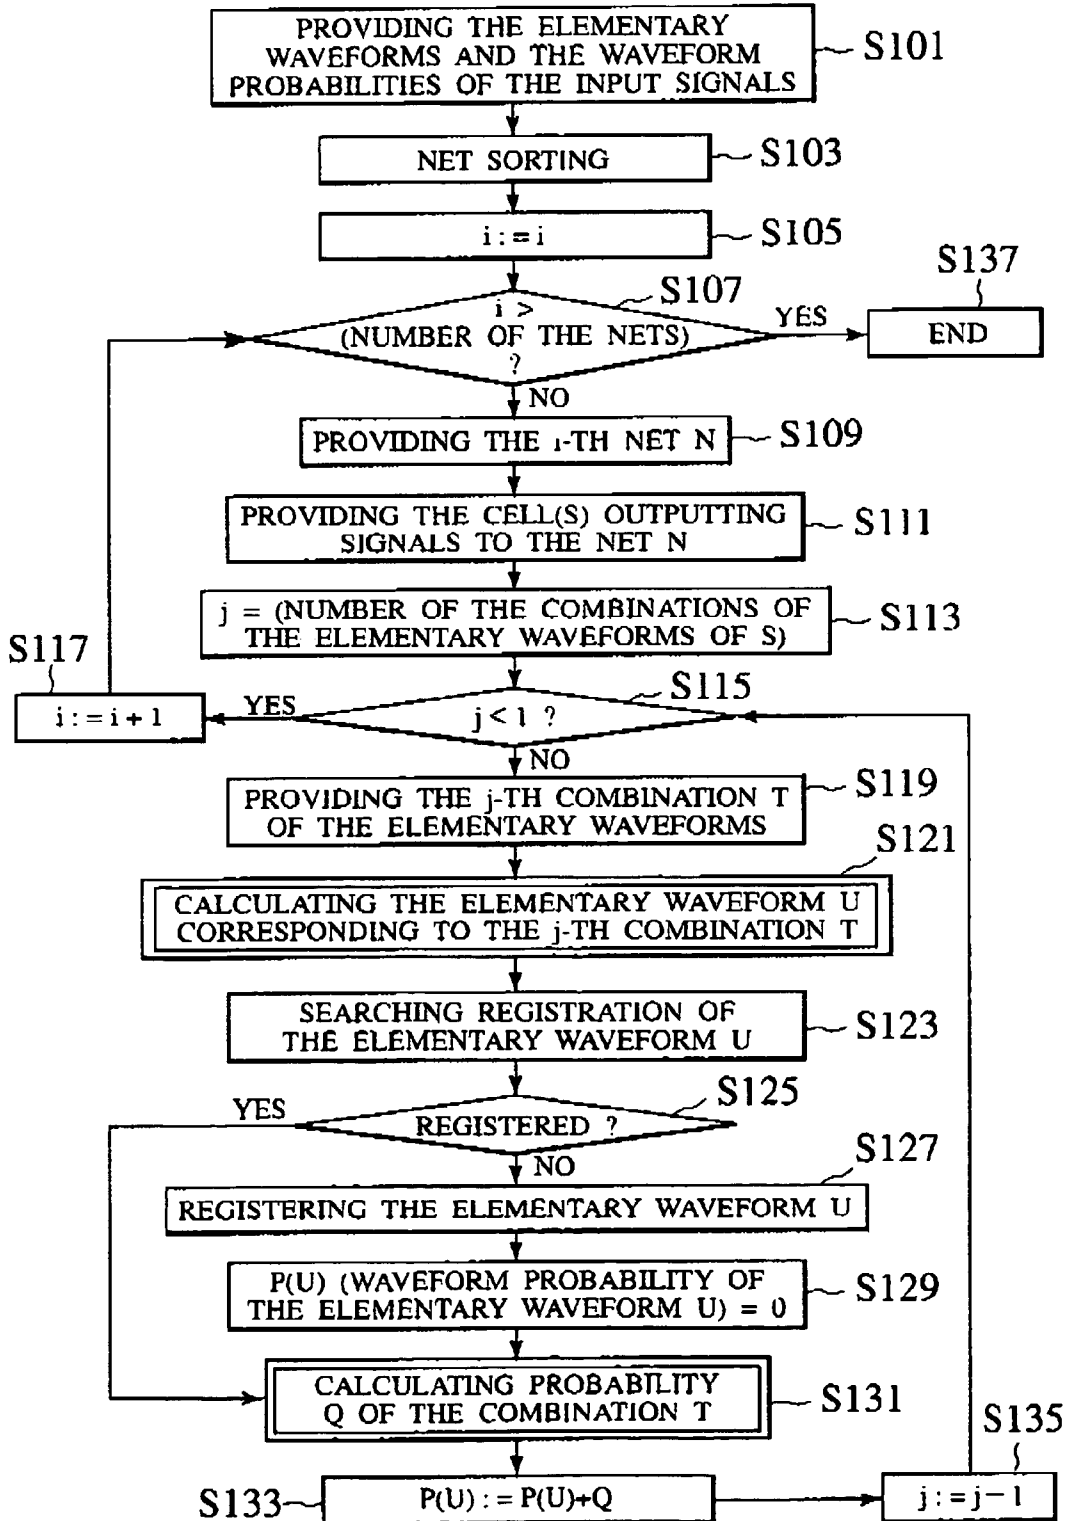 PROVIDING THE ELEMENTARY
WAVEFORMS AND THE WAVEFORM
PROBABILITIES OF THE INPUT SIGNALS
S101
NET SORTING
S103
i : = i
S105
S107
i >
(NUMBER OF THE NETS)
?
YES
S137
END
NO
PROVIDING THE i-TH NET N
S109
PROVIDING THE CELL(S) OUTPUTTING
SIGNALS TO THE NET N
S111
j = (NUMBER OF THE COMBINATIONS OF
THE ELEMENTARY WAVEFORMS OF S)
S113
S117
i : = i + 1
YES
S115
j < 1 ?
NO
PROVIDING THE j-TH COMBINATION T
OF THE ELEMENTARY WAVEFORMS
S119
S121
CALCULATING THE ELEMENTARY WAVEFORM U
CORRESPONDING TO THE j-TH COMBINATION T
SEARCHING REGISTRATION OF
THE ELEMENTARY WAVEFORM U
S123
YES
S125
REGISTERED ?
NO
S127
REGISTERING THE ELEMENTARY WAVEFORM U
P(U) (WAVEFORM PROBABILITY OF
THE ELEMENTARY WAVEFORM U) = 0
S129
CALCULATING PROBABILITY
Q OF THE COMBINATION T
S131
S133
P(U) : = P(U)+Q
S135
j : = j – 1